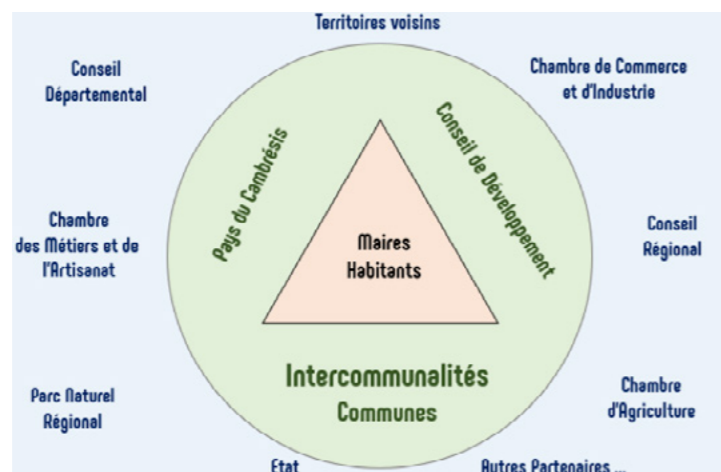 Territoires voisins
Conseil
Départemental
Chambre de Commerce
et d'Industrie
Pays du Cambrésis
Conseil de Développement
Chambre
des Métiers et de
l'Artisanat
Maires
Habitants
Conseil
Régional
Parc Naturel
Régional
Intercommunalités
Communes
Chambre
d'Agriculture
Etat
Autres Partenaires ...